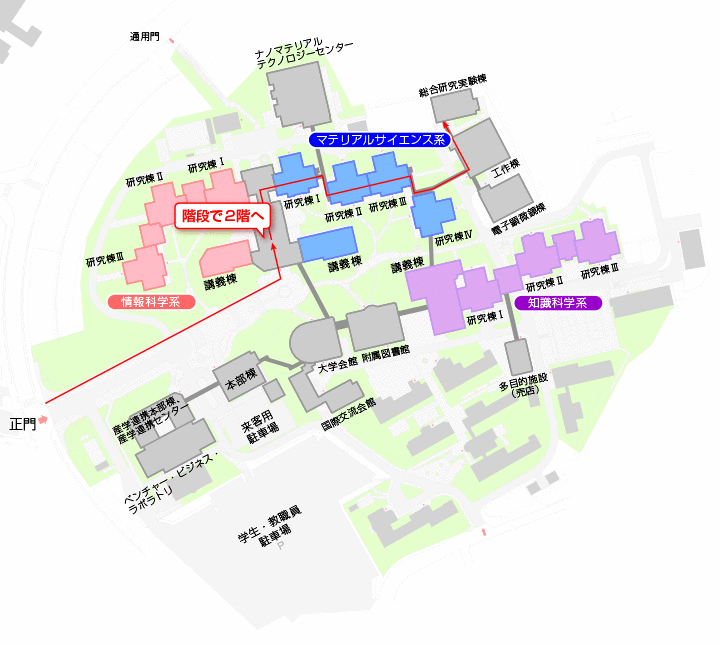 通用門
ナノマテリアル
テクノロジーセンター
総合研究実験棟
マテリアルサイエンス系
工作棟
電子顕微鏡棟
研究棟Ⅱ
研究棟Ⅰ
研究棟Ⅰ
研究棟Ⅱ
研究棟Ⅲ
研究棟Ⅳ
階段で2階へ
研究棟Ⅲ
講義棟
講義棟
講義棟
情報科学系
研究棟Ⅰ
研究棟Ⅱ
研究棟Ⅲ
知識科学系
大学会館
附属図書館
多目的施設
(売店)
本部棟
国際交流会館
来客用
駐車場
正門
産学連携本部棟、
産学連携センター
ベンチャー・ビジネス・
ラボラトリ
学生・教職員
駐車場
P